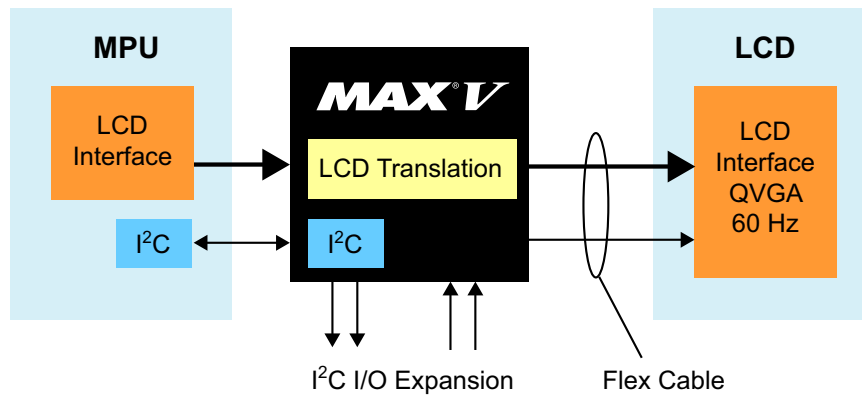 MPU
LCD
Interface
I²C
MAX® V
LCD Translation
I²C
I²C I/O Expansion
LCD
LCD
Interface
QVGA
60 Hz
Flex Cable